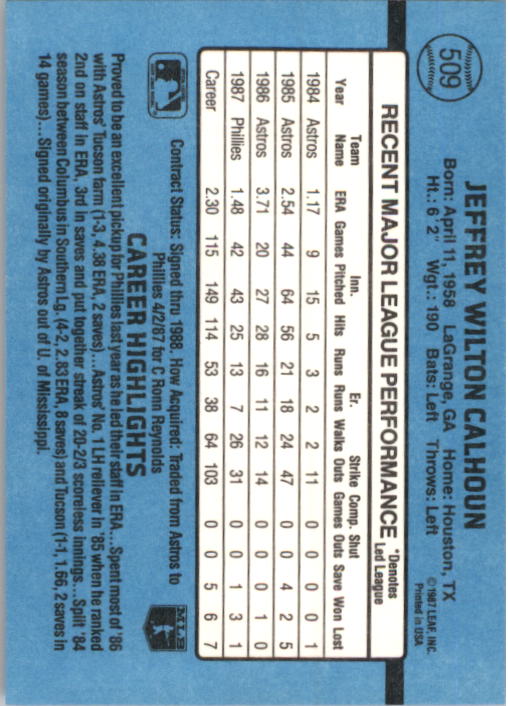 509
JEFFREY WILTON CALHOUN
Born: April 11, 1958 LaGrange, GA Home: Houston, TX
Ht.: 6' 2" Wgt.: 190 Bats: Left Throws: Left
©1987 LEAF, INC.
Printed in USA
RECENT MAJOR LEAGUE PERFORMANCE
*Denotes
Led League
Year Team Name ERA Games Inn. Pitched Hits Runs Er. Runs Walks Strike Outs Comp. Games Shut Outs Save Won Lost
1984 Astros 1.17 9 15 5 3 2 2 11 0 0 0 0 1
1985 Astros 2.54 44 64 56 21 18 24 47 0 0 4 2 5
1986 Astros 3.71 20 27 28 16 11 12 14 0 0 0 1 0
1987 Phillies 1.48 42 43 25 13 7 26 31 0 0 1 3 1
Career 2.30 115 149 114 53 38 64 103 0 0 5 6 7
Contract Status: Signed thru 1988. How Acquired: Traded from Astros to
Phillies 4/2/87 for C Ronn Reynolds
MLB
CAREER HIGHLIGHTS
Proved to be an excellent pickup for Phillies last year as he led their staff in ERA...Spent most of '86
with Astros' Tucson farm (1-3, 4.38 ERA, 2 saves)...Astros' No. 1 LH reliever in '85 when he ranked
2nd on staff in ERA, 3rd in saves and put together streak of 20-2/3 scoreless innings...Split '84
season between Columbus in Southern Lg. (4-2, 2.83 ERA, 8 saves) and Tucson (1-1, 1.56, 2 saves in
14 games)...Signed originally by Astros out of U. of Mississippi.